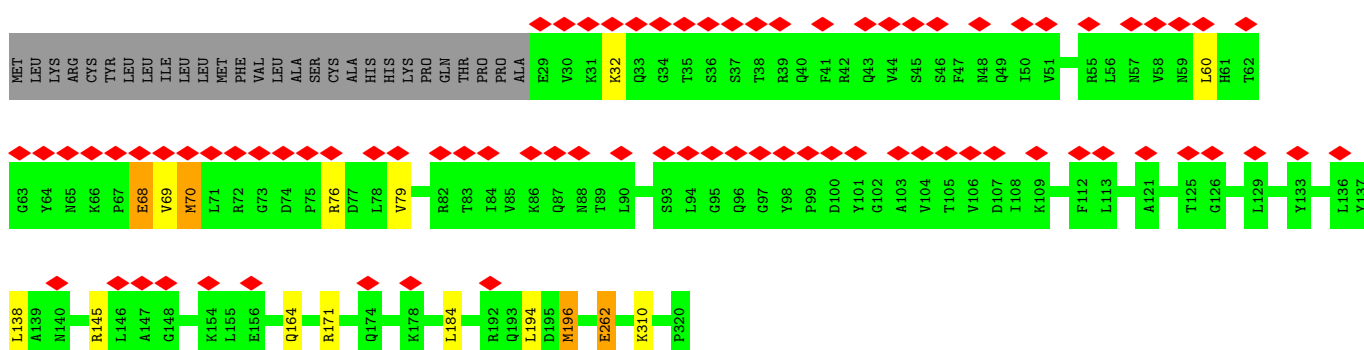 MET LEU LYS ARG CYS TYR LEU LEU ILE LEU LEU MET PHE VAL LEU ALA SER CYS ALA HIS HIS LYS PRO GLN THR PRO PRO ALA E29 V30 K31 K32 Q33 G34 T35 S36 S37 T38 R39 Q40 F41 R42 Q43 V44 S45 S46 F47 N48 Q49 I50 V51 R55 L56 N57 V58 N59 L60 H61 T62
G63 Y64 N65 K66 P67 E68 V69 M70 L71 R72 G73 D74 P75 R76 D77 L78 V79 R82 T83 I84 V85 K86 Q87 N88 T89 L90 S93 L94 G95 Q96 G97 Y98 P99 D100 Y101 G102 A103 V104 T105 V106 D107 I108 K109 F112 L113 A121 T125 G126 L129 Y133 L136 Y137
L138 A139 N140 R145 L146 A147 G148 K154 L155 E156 Q164 R171 Q174 K178 L184 R192 Q193 L194 D195 M196 E262 K310 P320